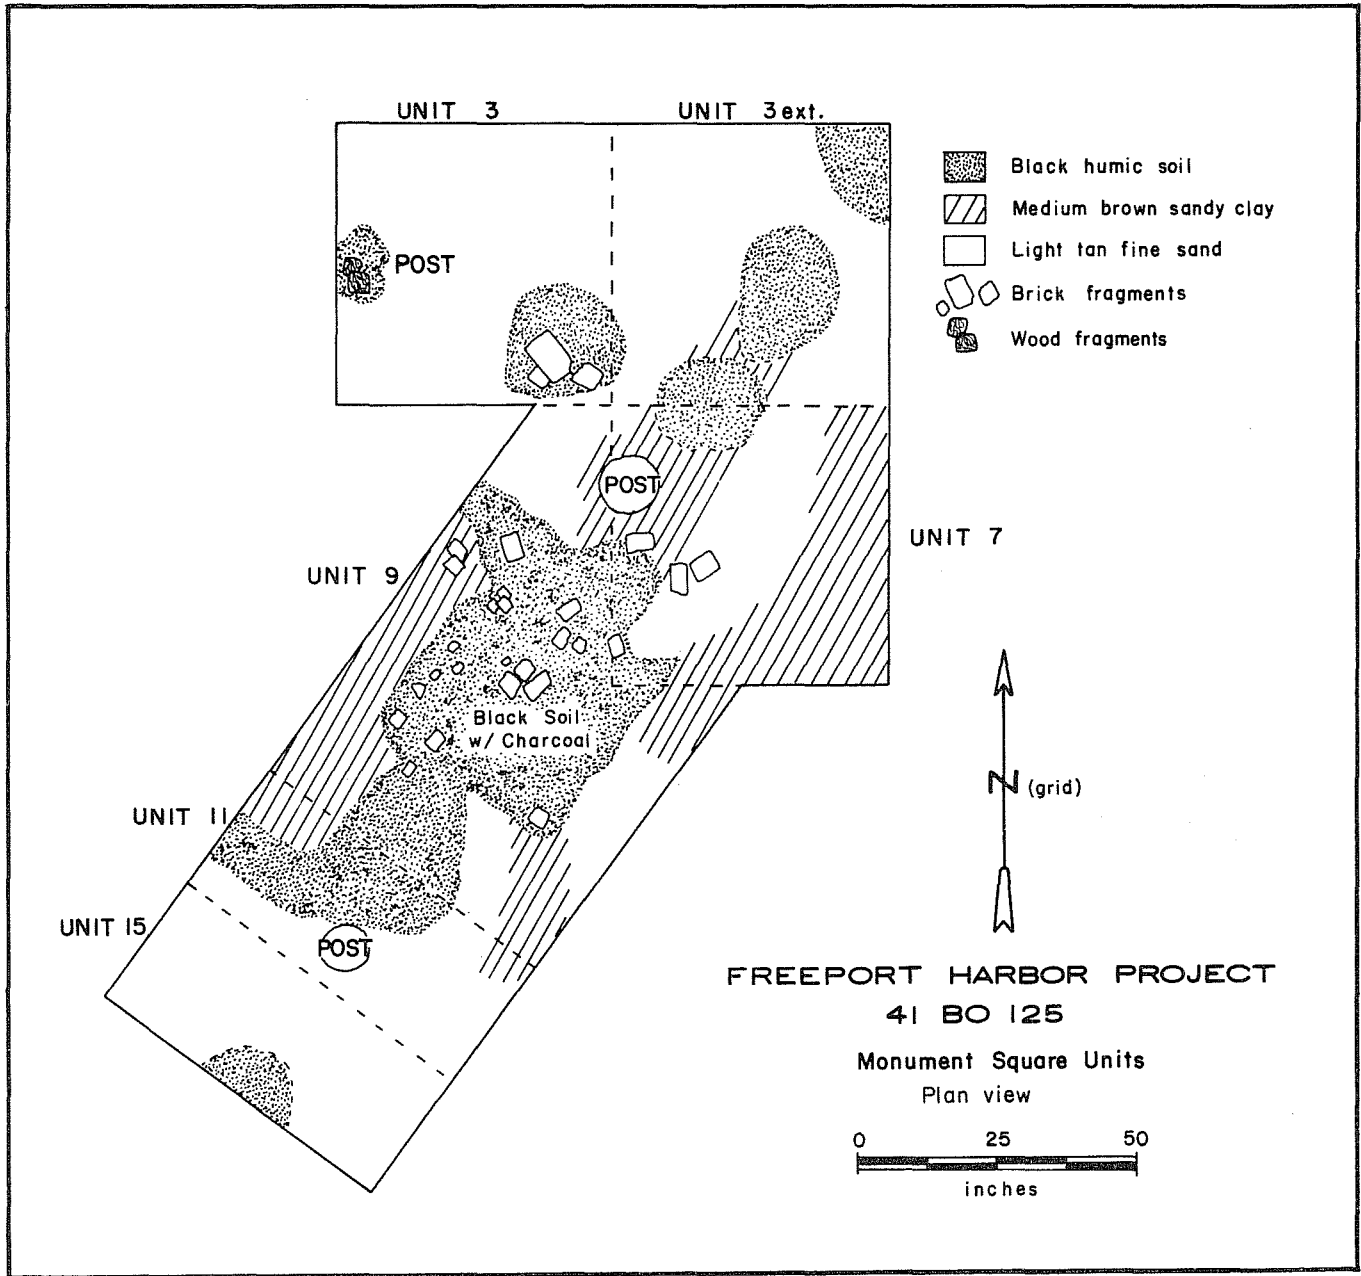 UNIT 3 UNIT 3 ext.
Black humic soil
Medium brown sandy clay
Light tan fine sand
POST
Brick fragments
Wood fragments
POST
UNIT 7
UNIT 9
Black Soil
w/ Charcoal
N (grid)
UNIT 11
UNIT 15
POST
FREEPORT HARBOR PROJECT
41 BO 125
Monument Square Units
Plan view
0 25 50
inches